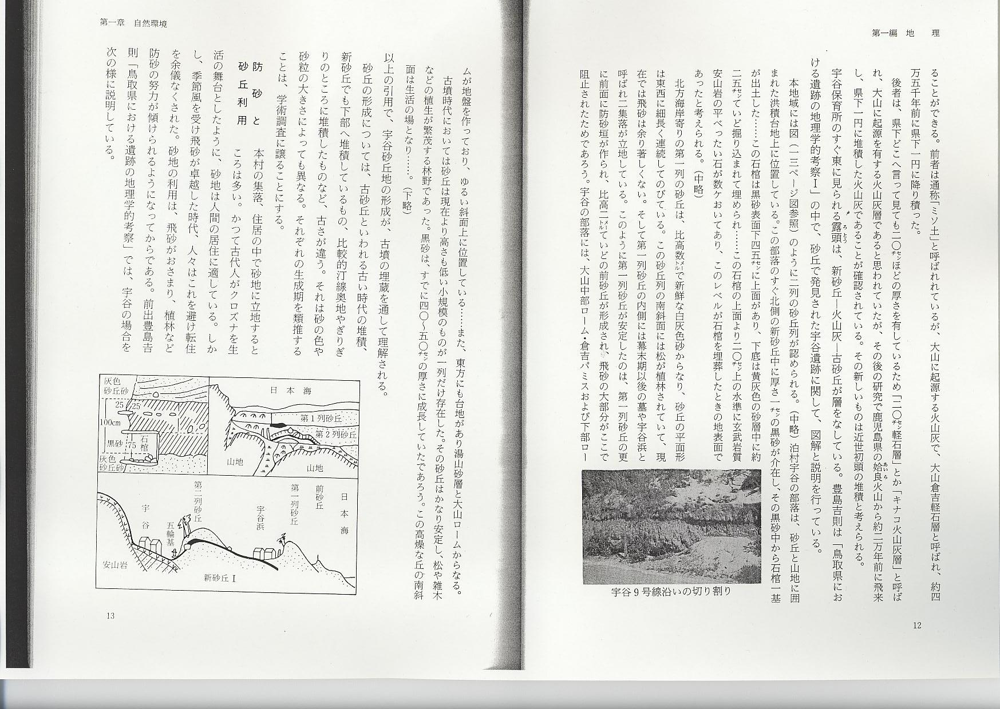 第一編　地　理
ることができる。前者は通称「ミソ土」と呼ばれれているが、大山に起源する火山灰で、大山倉吉軽石層と呼ばれ、約四
万五千年前に県下一円に降り積った。
後者は、県下どこへ言って見ても二〇㌢ほどの厚さを有しているため「二〇㌢軽石層」とか「キナコ火山灰層」と呼ば
れ、大山に起源を有する火山灰層であると思われていたが、その後の研究で鹿児島県の姶良火山から約二万年前に飛来
あいら
し、県下一円に堆積した火山灰であることが確認されている。その新しいものは近世初頭の堆積と考えられる。
宇谷保育所のすぐ東に見られる露頭は、新砂丘―火山灰―古砂丘が層をなしている。豊島吉則は「鳥取県にお
ろとう
ける遺跡の地理学的考察Ⅰ」の中で、砂丘で発見された宇谷遺跡に関して、図解と説明を行っている。
本地域には図（一三ページ図参照）のように二列の砂丘列が認められる。（中略）泊村宇谷の部落は、砂丘と山地に囲
まれた洪積台地上に位置している。この部落のすぐ北側の新砂丘中に厚さ一㌢の黒砂が介在し、その黒砂中から石棺一基
が出土した……この石棺は黒砂表面下四五㌢に上面があり、下底は黄灰色の砂層中に約
二五㌢ていど掘り込まれて埋められ……この石棺の上面より二〇㌢上の水準に玄武岩質
安山岩の平べったい石が数ケおいてあり、このレベルが石棺を埋葬したときの地表面で
あったと考えられる。（中略）
北方海岸寄りの第一列の砂丘は、比高数㍍で新鮮な白灰色砂からなり、砂丘の平面形
は東西に細長く連続してのびている。この砂丘列の南斜面には松が植林されていて、現
在では飛砂は余り著しくない。そして第一列砂丘の内側には幕末期以後の墓や宇谷浜と
呼ばれ二集落が立地している。このように第一列砂丘が安定したのは、第一列砂丘の更
に前面に防砂垣が作られ、比高二㍍ていどの前砂丘が形成され、飛砂の大部分がここで
阻止されたためであろう。宇谷の部落には、大山中部ローム・倉吉パミスおよび下部ロー
宇谷9号線沿いの切り割り
12
第一章　自然環境
ムが地盤を作っており、ゆるい斜面上に位置している……また、東方にも台地があり湯山砂層と大山ロームからなる。
古墳時代においては砂丘は現在より高さも低い小規模のものが一列だけ存在した。その砂丘はかなり安定し、松や雑木
などの植生が繁茂する林野であった。黒砂は、すでに四〇～五〇㌢の厚さに成長していたであろう。この高燥な丘の南斜
面は生活の場となり……。（下略）
以上の引用で、宇谷砂丘地の形成が、古墳の埋蔵を通して理解される。
砂丘の形成については、古砂丘といわれる古い時代の堆積、
新砂丘でも下部へ堆積しているもの、比較的汀線奥地やぎりぎ
りのところに堆積したものなど、古さが違う。それは砂の色や
砂粒の大きさによっても異なる。それぞれの生成期を類推する
ことは、学術調査に譲ることにする。
防砂と
砂丘利用
本村の集落、住居の中で砂地に立地すると
ころは多い。かつて古代人がクロズナを生
活の舞台としたように、砂地は人間の居住に適している。しか
し、季節風を受け飛砂が卓越した時代、人々はこれを避け転住
を余儀なくされた。砂地の利用は、飛砂がおさまり、植林など
防砂の努力が傾けられるようになってからである。前出豊島吉
則「鳥取県における遺跡の地理学的考察」では、宇谷の場合を
次の様に説明している。
灰色
砂丘砂
25
25
100cm
黒砂
75
石棺
灰色
砂丘砂
日本海
第1列砂丘
第2列砂丘
山地
山地
日本海
前砂丘
第一列砂丘
宇谷浜
第二列砂丘
五輪基
宇谷
安山岩
新砂丘Ⅰ
13